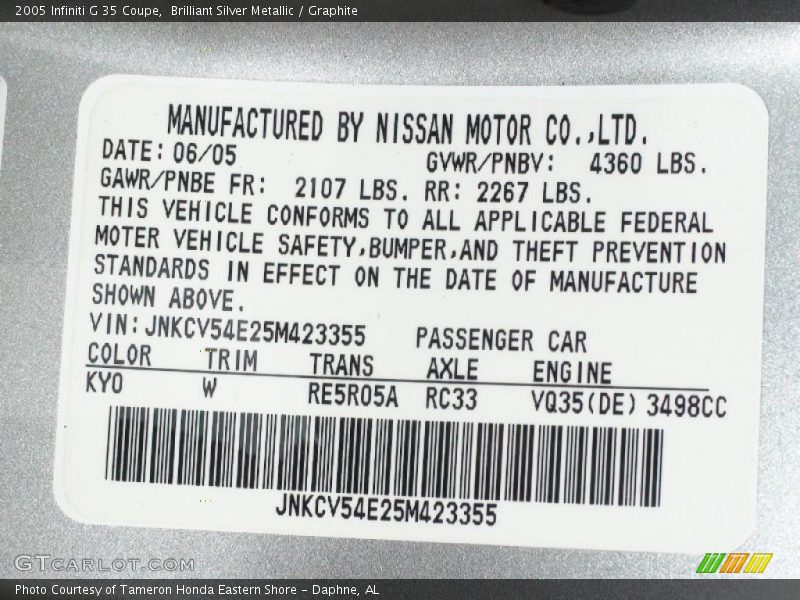 2005 Infiniti G 35 Coupe,  Brilliant Silver Metallic / Graphite
MANUFACTURED BY NISSAN MOTOR CO.,LTD.
DATE: 06/05 GVWR/PNBV: 4360 LBS.
GAWR/PNBE FR: 2107 LBS. RR: 2267 LBS.
THIS VEHICLE CONFORMS TO ALL APPLICABLE FEDERAL
MOTER VEHICLE SAFETY,BUMPER,AND THEFT PREVENTION
STANDARDS IN EFFECT ON THE DATE OF MANUFACTURE
SHOWN ABOVE.
VIN:JNKCV54E25M423355 PASSENGER CAR
COLOR TRIM TRANS AXLE ENGINE
KY0 W RE5R05A RC33 VQ35(DE) 3498CC
JNKCV54E25M423355
GTCARLOT.COM
Photo Courtesy of Tameron Honda Eastern Shore - Daphne, AL